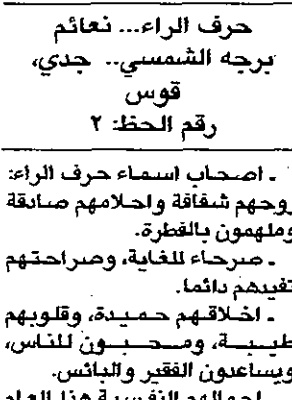 حرف الراء... نعائم
برجه الشمسي.. جدي،
قوس
رقم الحظ: ٢
ـ اصحاب اسماء حرف الراء:
روحهم شفافة واحلامهم صادقة
وملهمون بالفطرة.
ـ صرحاء للغاية، وصراحتهم
تفيدهم دائما.
ـ اخلاقهم حميدة، وقلوبهم
طيبة، ومحبون للناس،
ويساعدون الفقير والبائس.